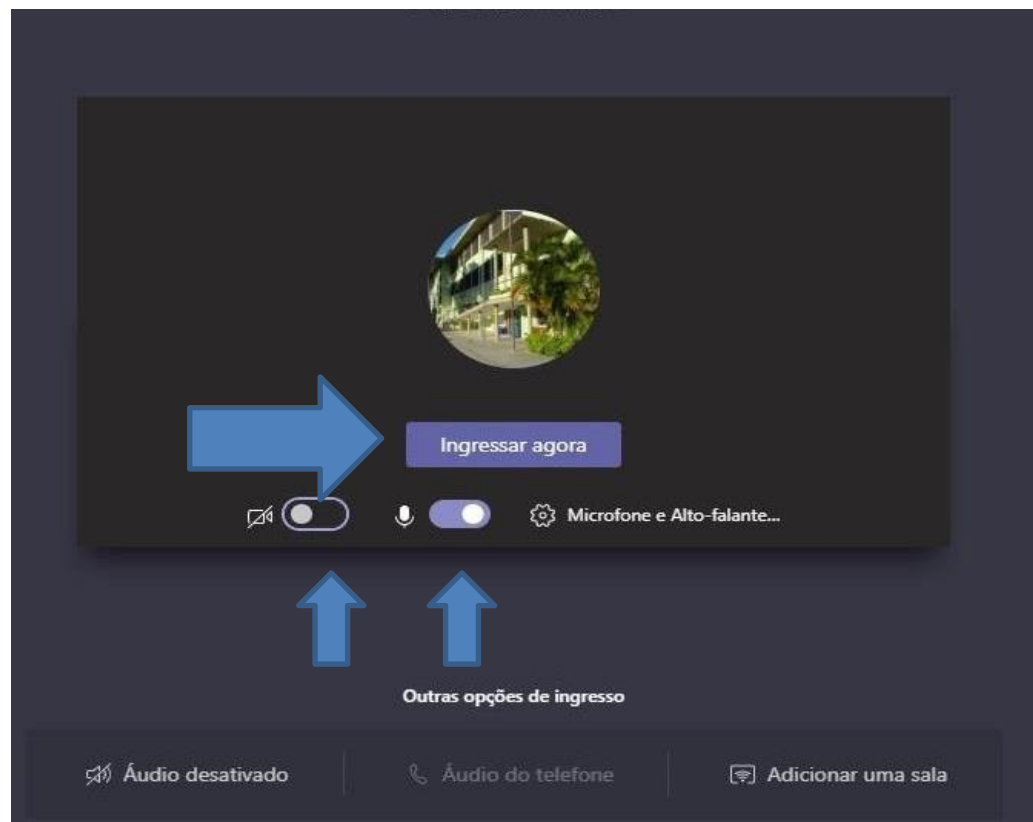 Ingressar agora
Microfone e Alto-falante...
Outras opções de ingresso
Áudio desativado
Áudio do telefone
Adicionar uma sala